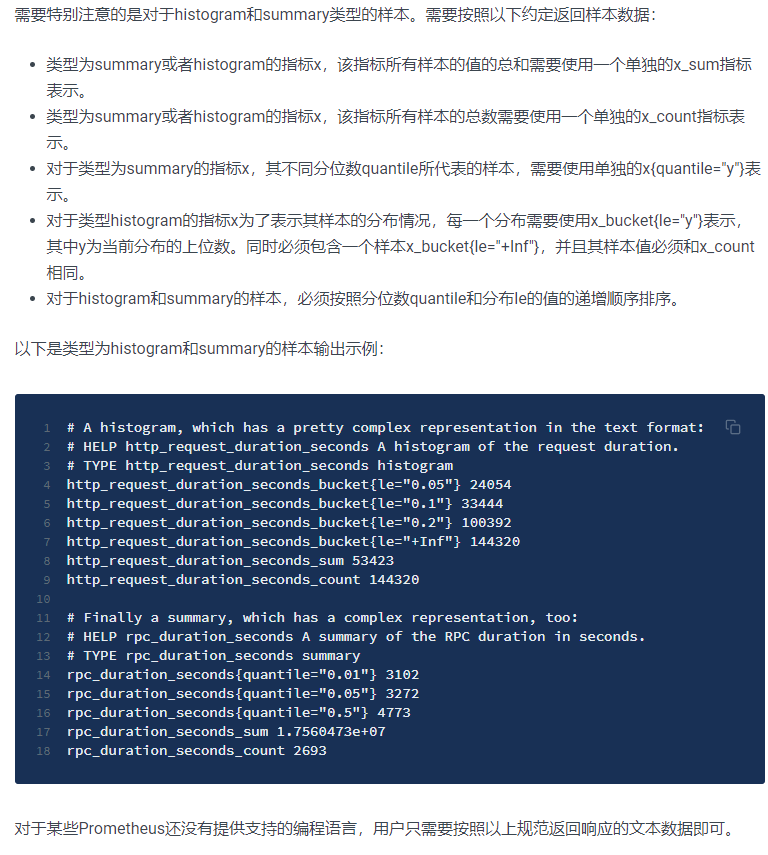 需要特别注意的是对于histogram和summary类型的样本。需要按照以下约定返回样本数据：
• 类型为summary或者histogram的指标x，该指标所有样本的值的总和需要使用一个单独的x_sum指标
表示。
• 类型为summary或者histogram的指标x，该指标所有样本的总数需要使用一个单独的x_count指标表
示。
• 对于类型为summary的指标x，其不同分位数quantile所代表的样本，需要使用单独的x{quantile="y"}表
示。
• 对于类型histogram的指标x为了表示其样本的分布情况，每一个分布需要使用x_bucket{le="y"}表示，
其中y为当前分布的上位数。同时必须包含一个样本x_bucket{le="+Inf"}，并且其样本值必须和x_count
相同。
• 对于histogram和summary的样本，必须按照分位数quantile和分布le的值的递增顺序排序。
以下是类型为histogram和summary的样本输出示例：
1 # A histogram, which has a pretty complex representation in the text format:
2 # HELP http_request_duration_seconds A histogram of the request duration.
3 # TYPE http_request_duration_seconds histogram
4 http_request_duration_seconds_bucket{le="0.05"} 24054
5 http_request_duration_seconds_bucket{le="0.1"} 33444
6 http_request_duration_seconds_bucket{le="0.2"} 100392
7 http_request_duration_seconds_bucket{le="+Inf"} 144320
8 http_request_duration_seconds_sum 53423
9 http_request_duration_seconds_count 144320
10
11 # Finally a summary, which has a complex representation, too:
12 # HELP rpc_duration_seconds A summary of the RPC duration in seconds.
13 # TYPE rpc_duration_seconds summary
14 rpc_duration_seconds{quantile="0.01"} 3102
15 rpc_duration_seconds{quantile="0.05"} 3272
16 rpc_duration_seconds{quantile="0.5"} 4773
17 rpc_duration_seconds_sum 1.7560473e+07
18 rpc_duration_seconds_count 2693
对于某些Prometheus还没有提供支持的编程语言，用户只需要按照以上规范返回响应的文本数据即可。